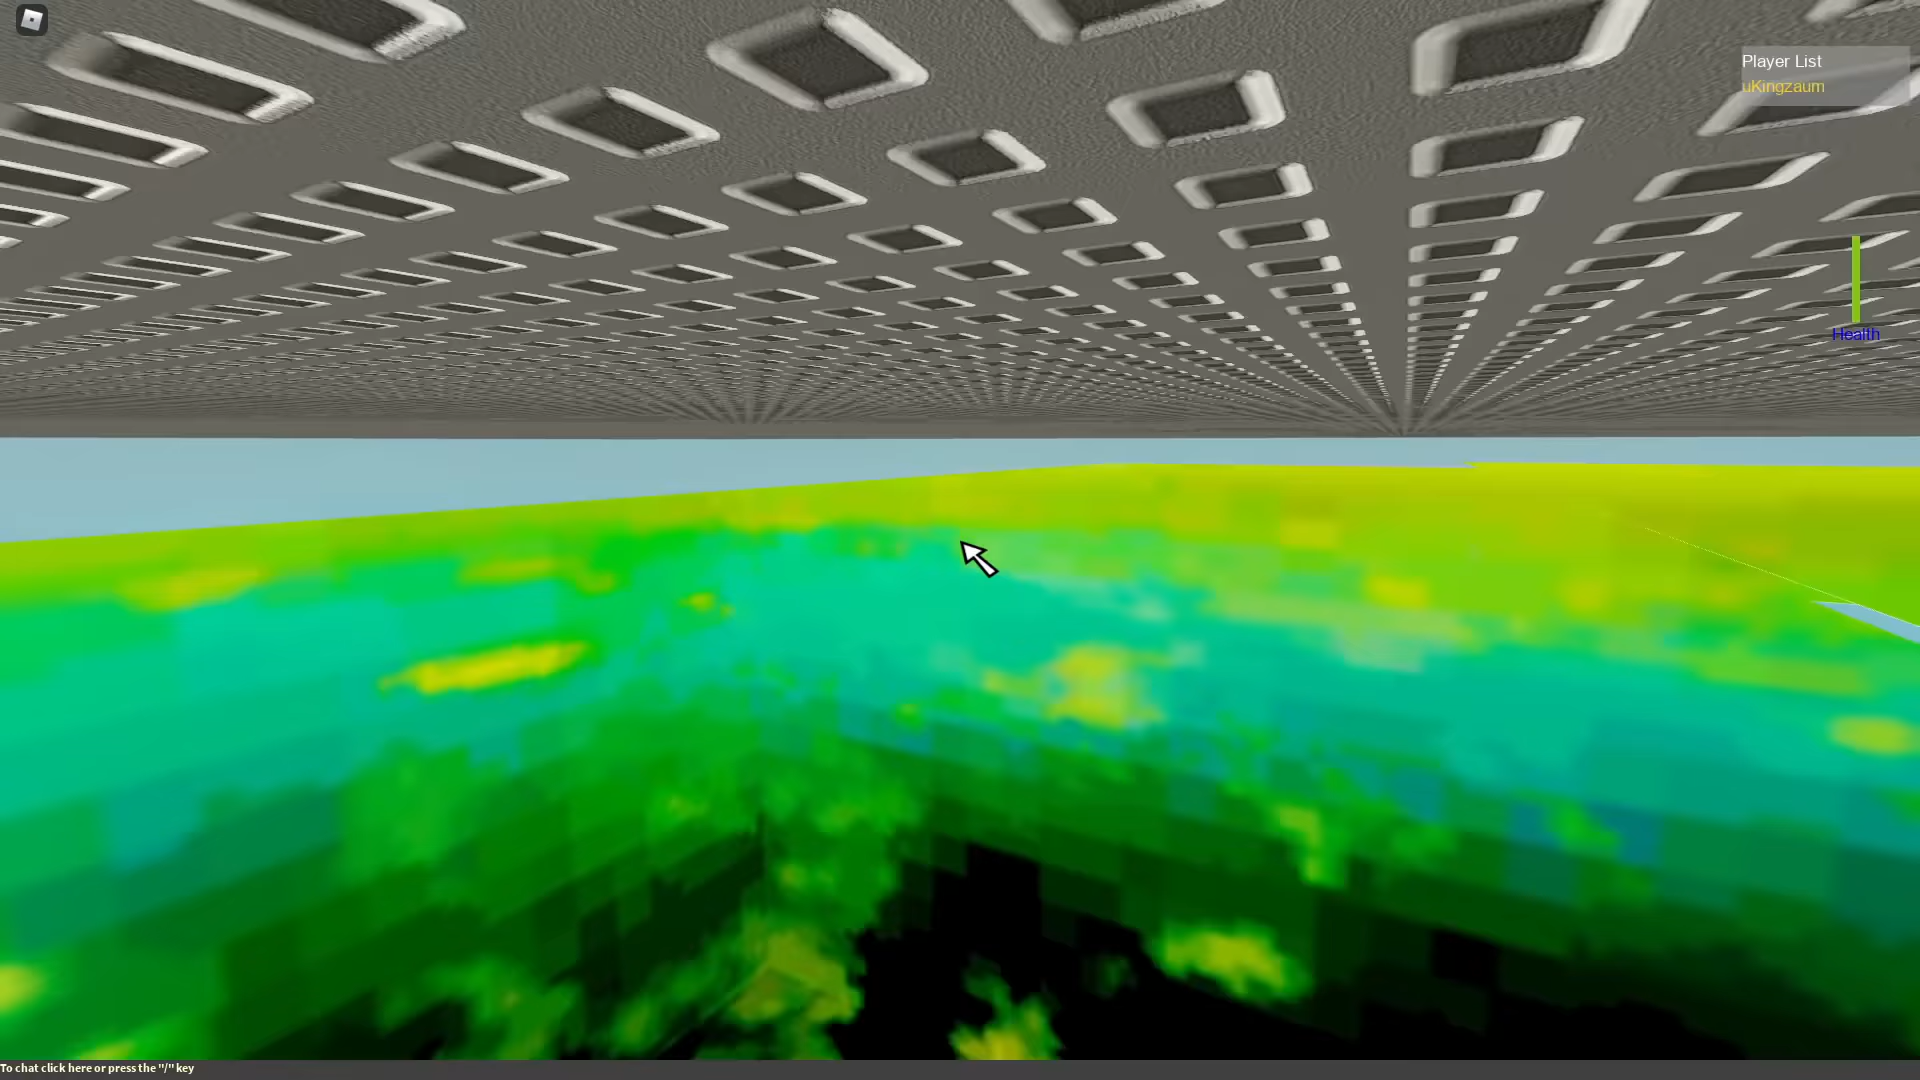 Player List
uKingzaum
Health
To chat click here or press the "/" key